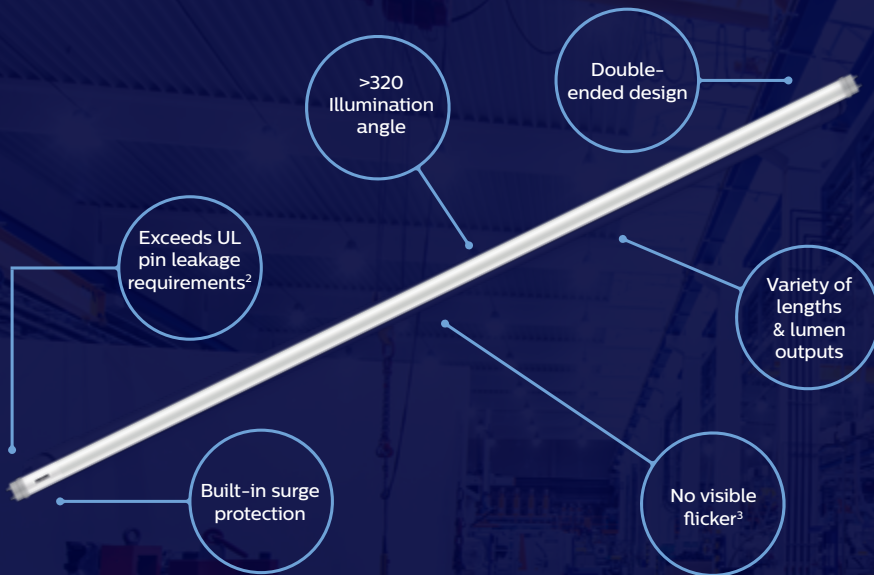 >320
Illumination
angle
Double-
ended design
Exceeds UL
pin leakage
requirements²
Variety of
lengths
& lumen
outputs
Built-in surge
protection
No visible
flicker³